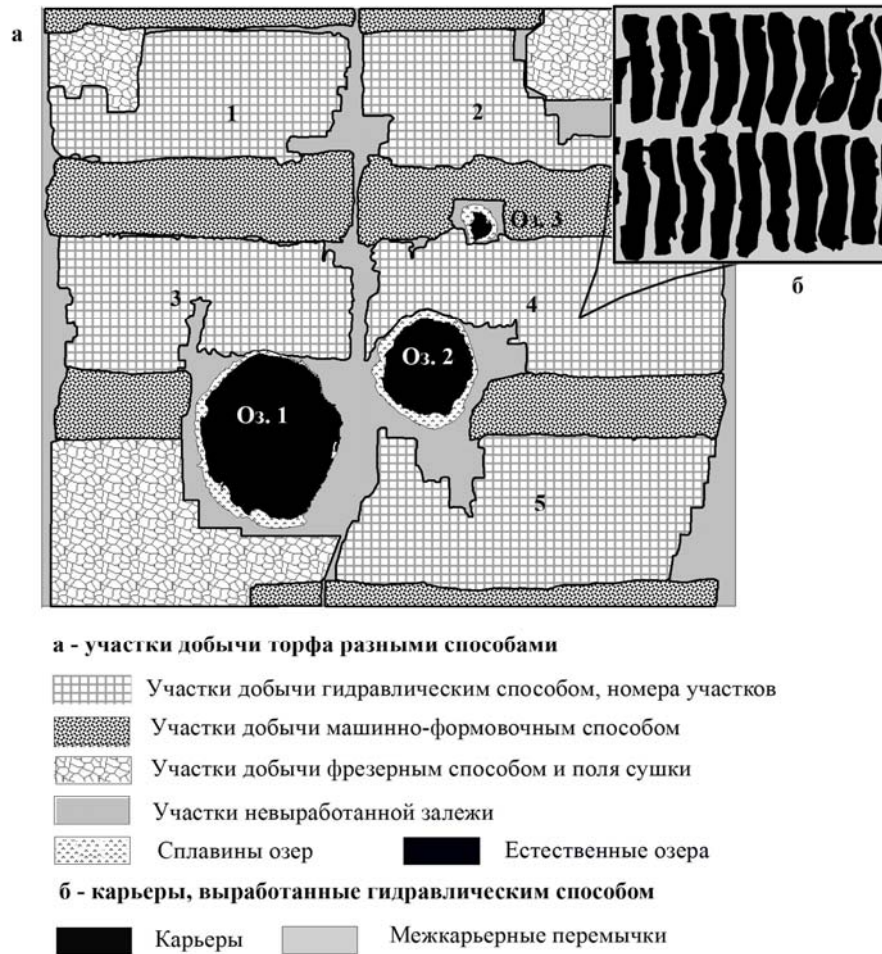 а
1
2
Оз. 3
б
3
4
Оз. 2
Оз. 1
5
а - участки добычи торфа разными способами
Участки добычи гидравлическим способом, номера участков
Участки добычи машинно-формовочным способом
Участки добычи фрезерным способом и поля сушки
Участки невыработанной залежи
Сплавины озер
Естественные озера
б - карьеры, выработанные гидравлическим способом
Карьеры
Межкарьерные перемычки